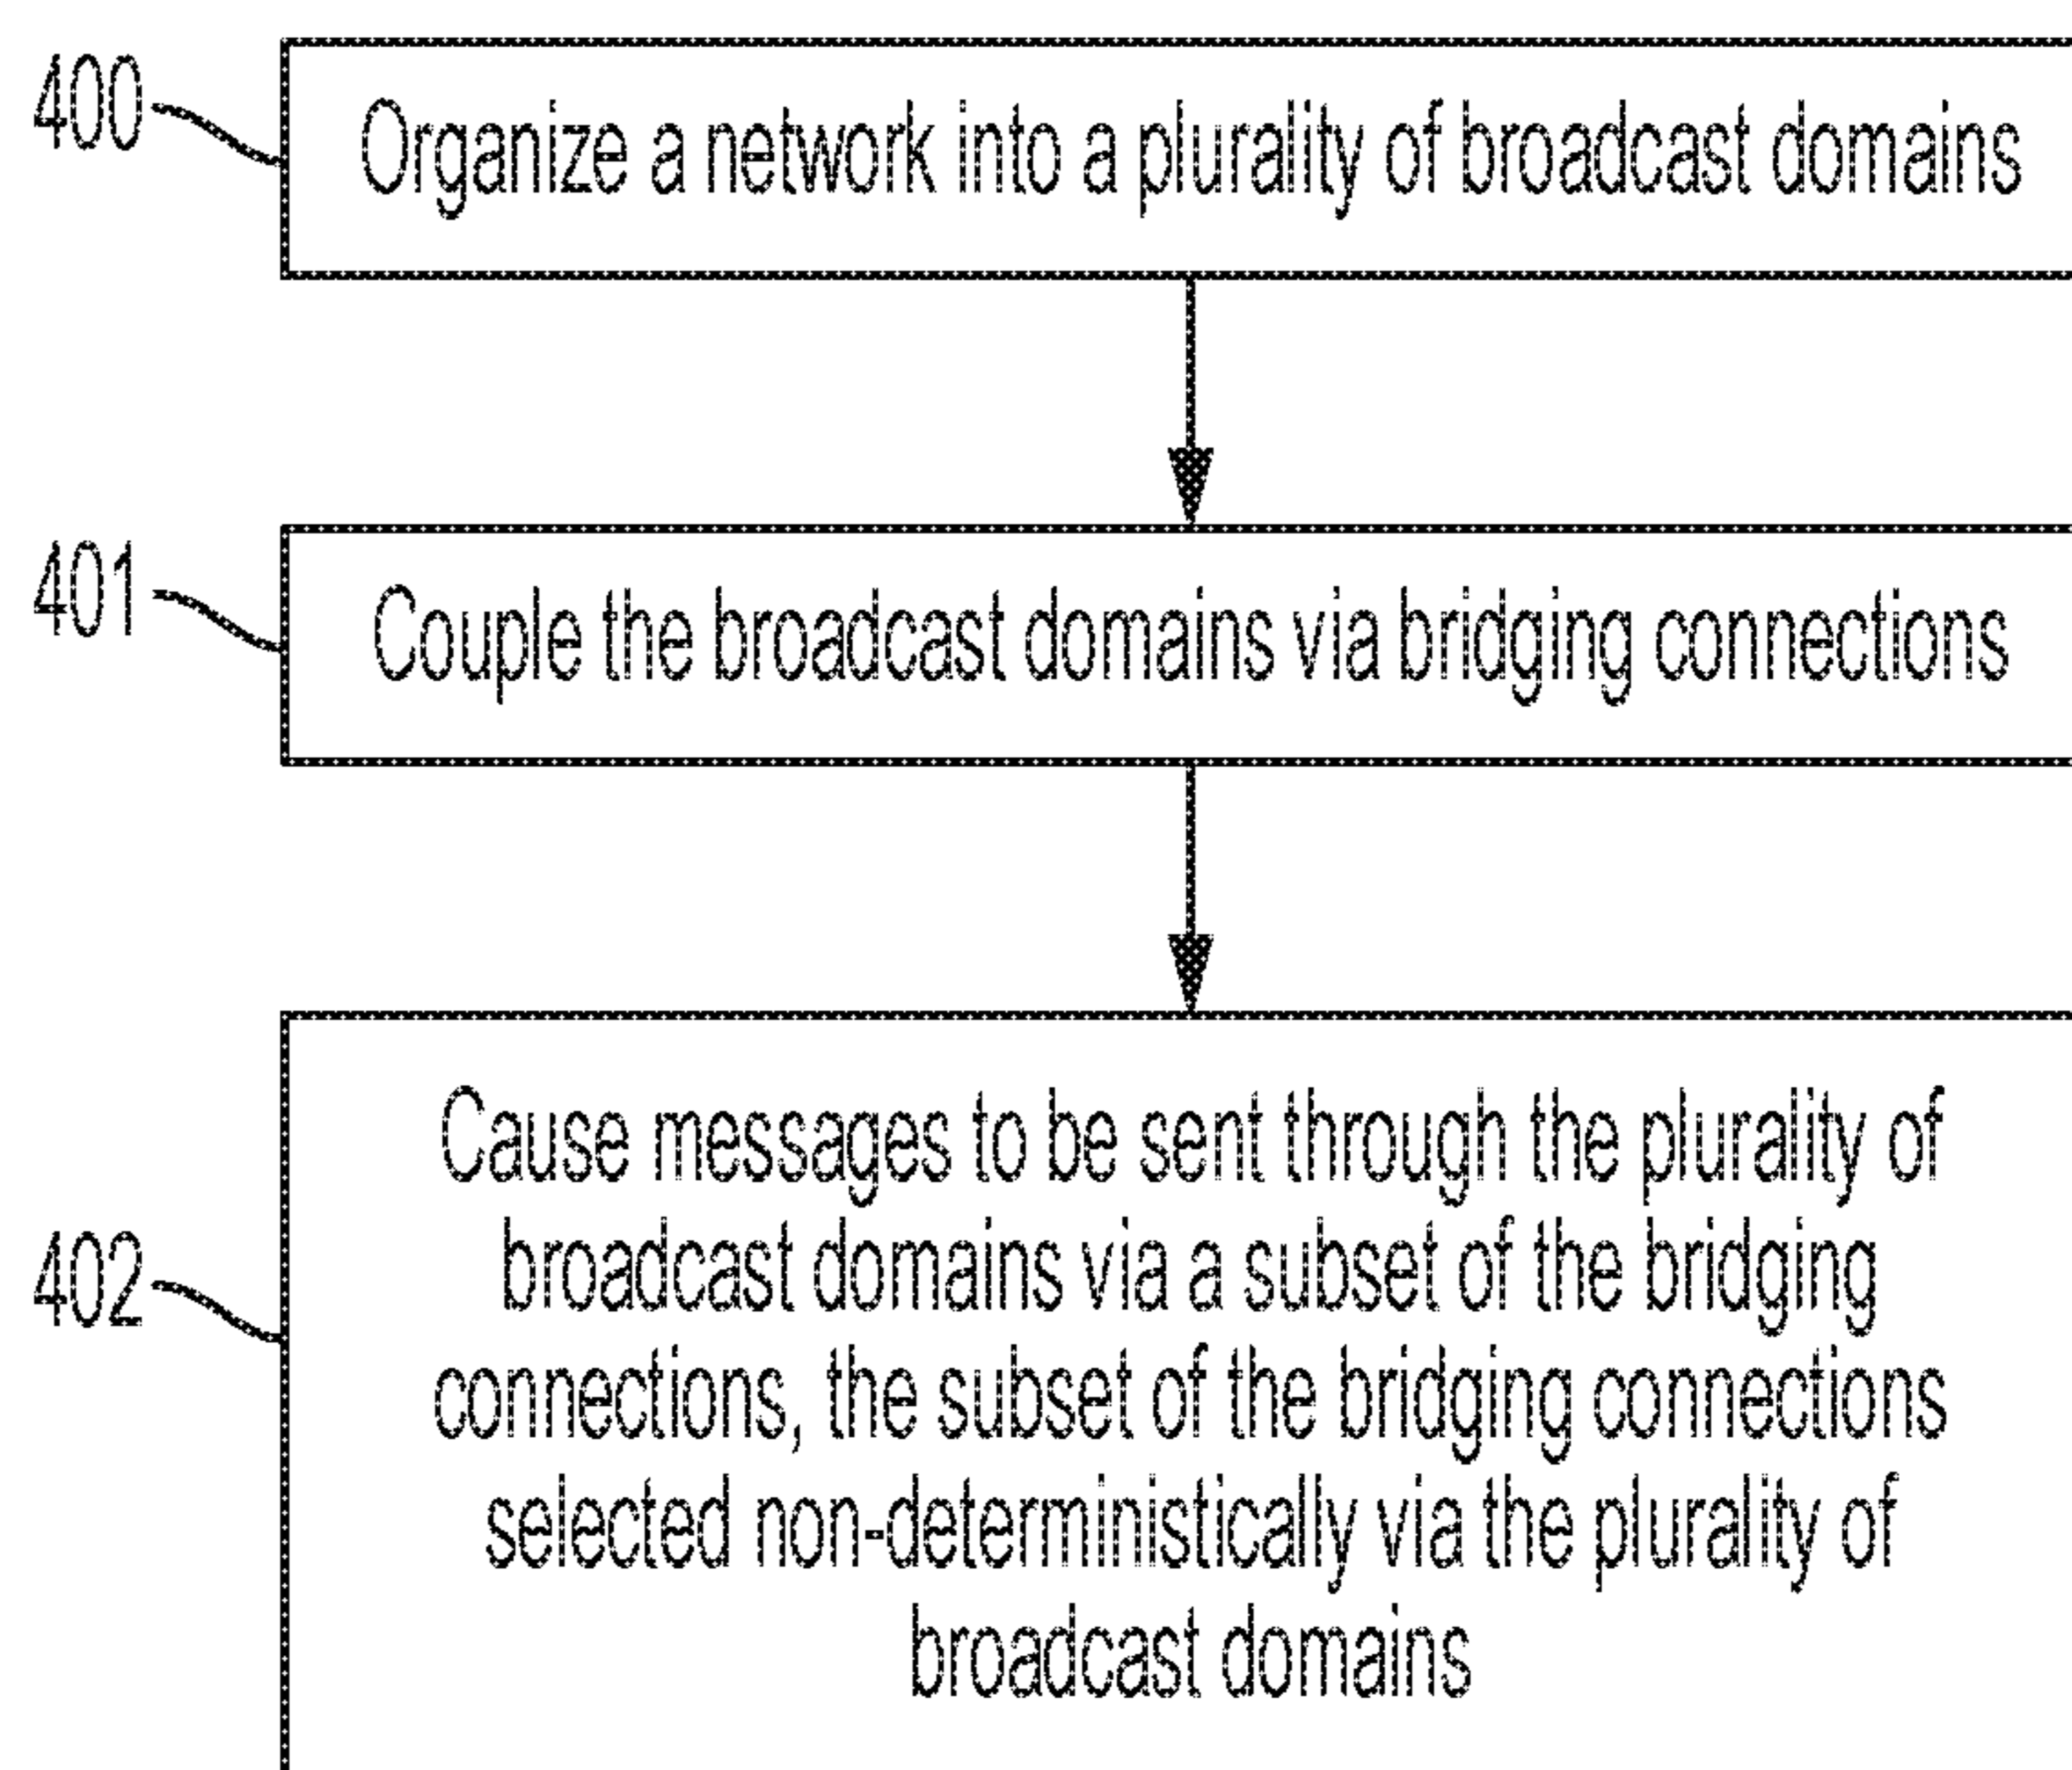 400
Organize a network into a plurality of broadcast domains
401
Couple the broadcast domains via bridging connections
402
Cause messages to be sent through the plurality of
broadcast domains via a subset of the bridging
connections, the subset of the bridging connections
selected non-deterministically via the plurality of
broadcast domains